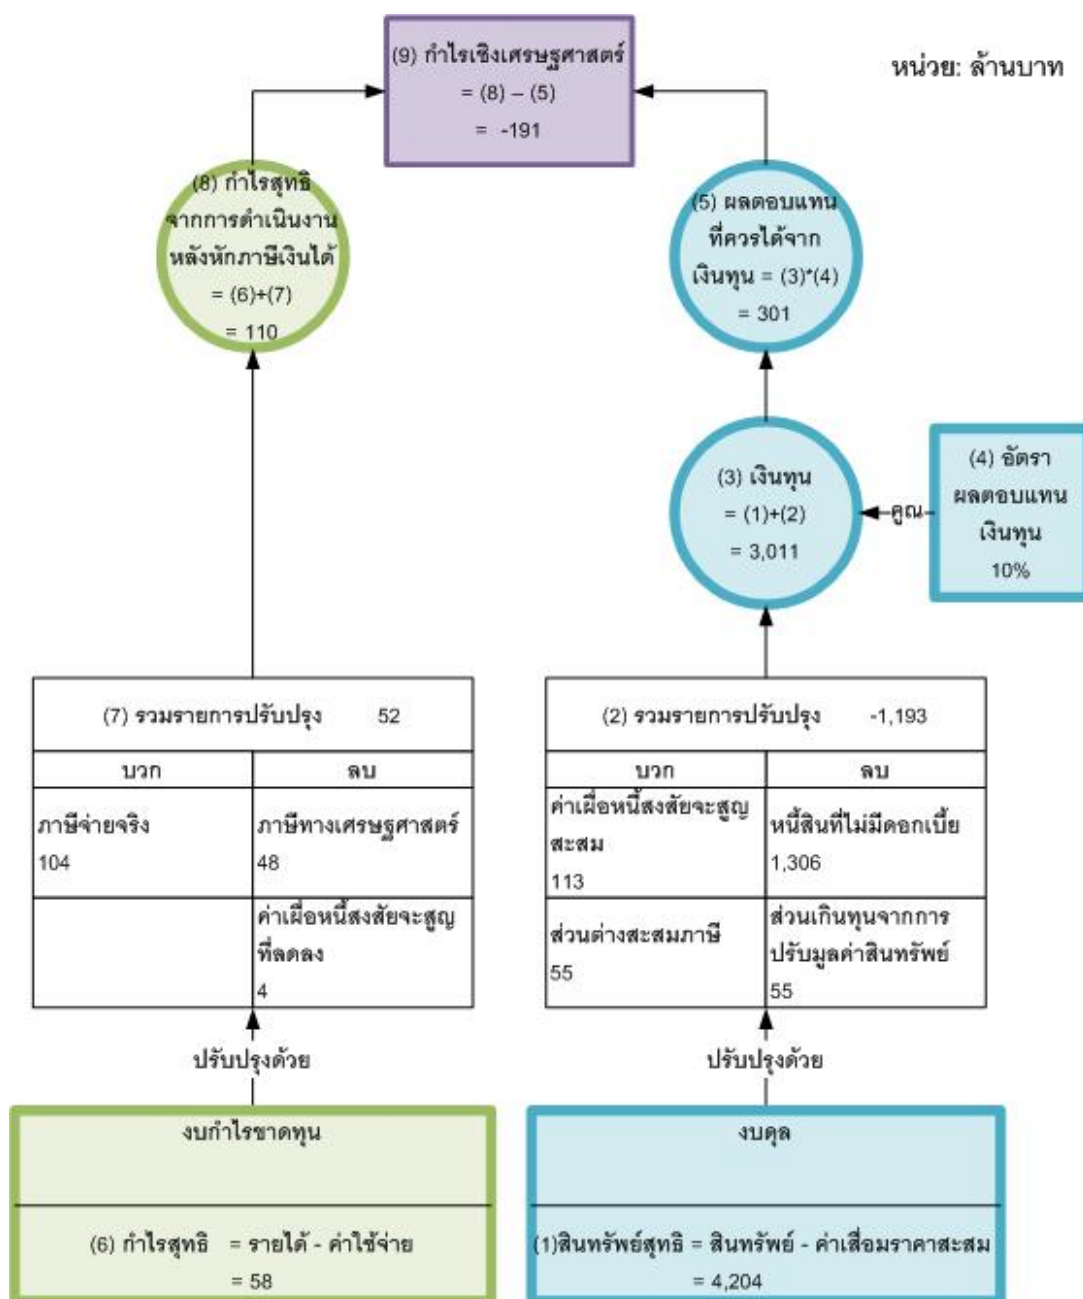 (9) กำไรเชิงเศรษฐศาสตร์
= (8) – (5)
= -191
หน่วย: ล้านบาท
(8) กำไรสุทธิ
จากการดำเนินงาน
หลังหักภาษีเงินได้
= (6)+(7)
= 110
(5) ผลตอบแทน
ที่ควรได้จาก
เงินทุน = (3)*(4)
= 301
(3) เงินทุน
= (1)+(2)
= 3,011
คูณ
(4) อัตรา
ผลตอบแทน
เงินทุน
10%
(7) รวมรายการปรับปรุง 52
บวก ลบ
ภาษีจ่ายจริง
104
ภาษีทางเศรษฐศาสตร์
48
ค่าเผื่อหนี้สงสัยจะสูญ
ที่ลดลง
4
(2) รวมรายการปรับปรุง -1,193
บวก ลบ
ค่าเผื่อหนี้สงสัยจะสูญ
สะสม
113
หนี้สินที่ไม่มีดอกเบี้ย
1,306
ส่วนต่างสะสมภาษี
55
ส่วนเกินทุนจากการ
ปรับมูลค่าสินทรัพย์
55
ปรับปรุงด้วย
ปรับปรุงด้วย
งบกำไรขาดทุน
(6) กำไรสุทธิ = รายได้ - ค่าใช้จ่าย
= 58
งบดุล
(1)สินทรัพย์สุทธิ = สินทรัพย์ - ค่าเสื่อมราคาสะสม
= 4,204